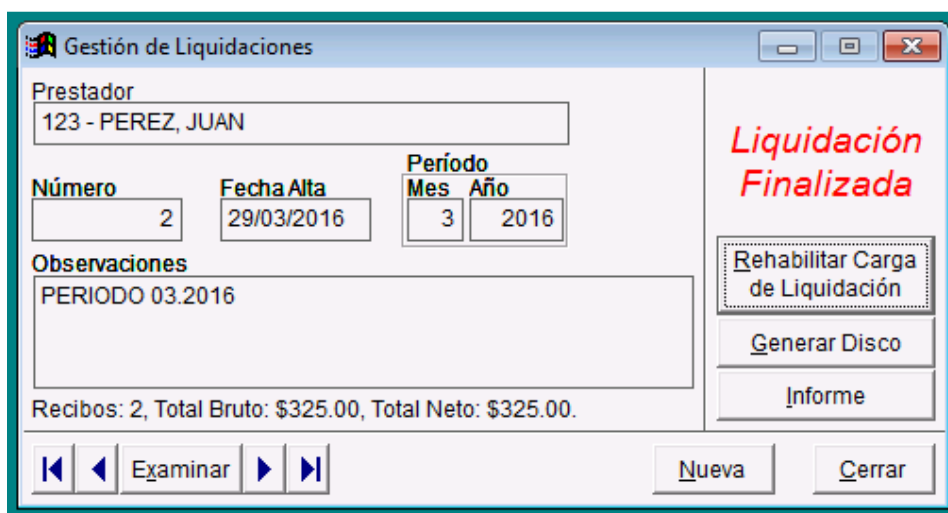 Gestión de Liquidaciones
Prestador
123 - PEREZ, JUAN
Período
Número Fecha Alta Mes Año
2 29/03/2016 3 2016
Observaciones
PERIODO 03.2016
Recibos: 2, Total Bruto: $325.00, Total Neto: $325.00.
Liquidación
Finalizada
Rehabilitar Carga
de Liquidación
Generar Disco
Informe
Examinar Nueva Cerrar